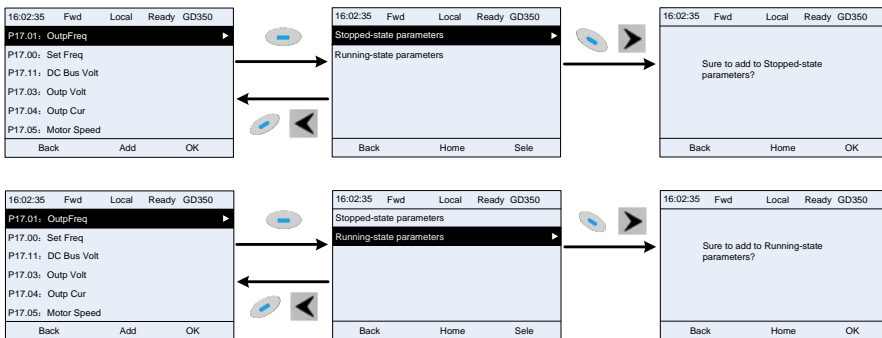 16:02:35 Fwd Local Ready GD350
P17.01: OutpFreq
P17.00: Set Freq
P17.11: DC Bus Volt
P17.03: Outp Volt
P17.04: Outp Cur
P17.05: Motor Speed
Back Add OK
16:02:35 Fwd Local Ready GD350
Stopped-state parameters
Running-state parameters
Back Home Sele
16:02:35 Fwd Local Ready GD350
Sure to add to Stopped-state
parameters?
Back Home OK
16:02:35 Fwd Local Ready GD350
P17.01: OutpFreq
P17.00: Set Freq
P17.11: DC Bus Volt
P17.03: Outp Volt
P17.04: Outp Cur
P17.05: Motor Speed
Back Add OK
16:02:35 Fwd Local Ready GD350
Stopped-state parameters
Running-state parameters
Back Home Sele
16:02:35 Fwd Local Ready GD350
Sure to add to Running-state
parameters?
Back Home OK